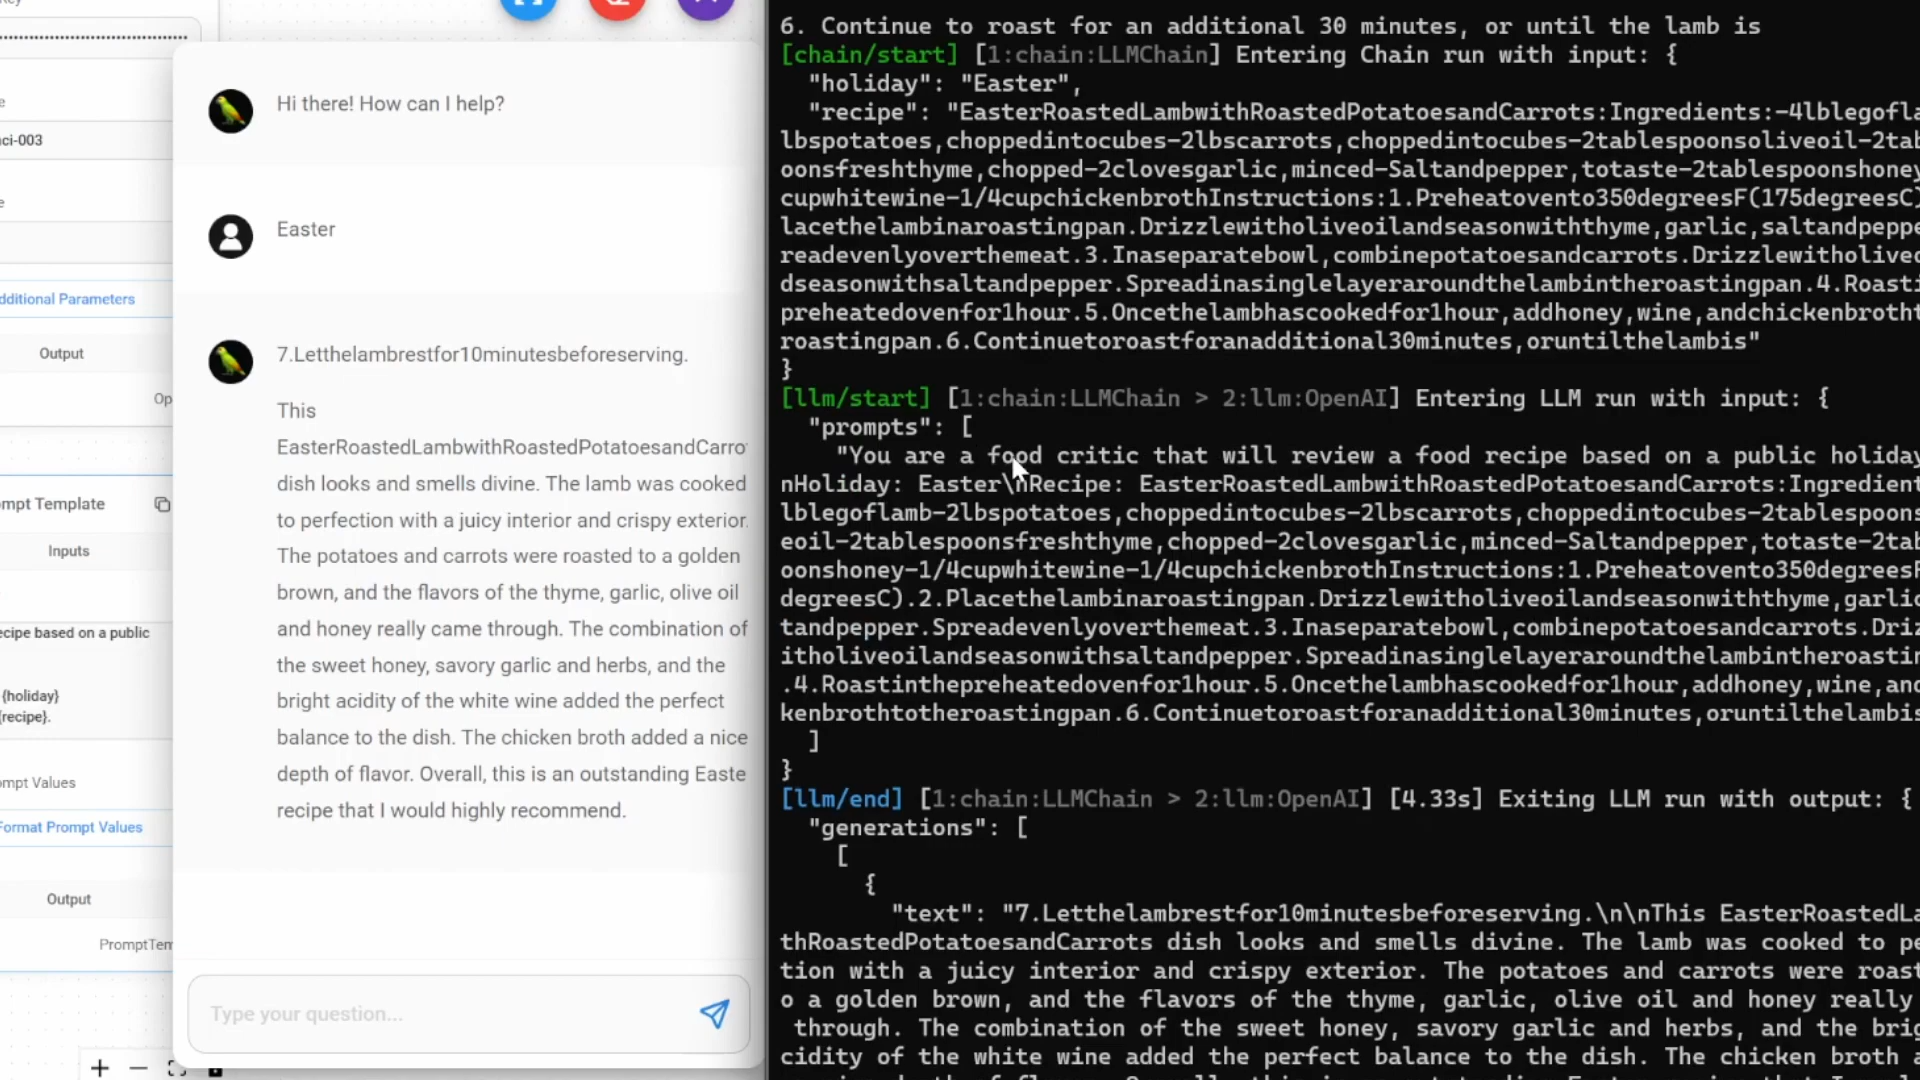 ci-003
dditional Parameters
Output
Op
mpt Template
Inputs
ecipe based on a public
{holiday}
{recipe}.
ompt Values
Format Prompt Values
Output
PromptTem
Hi there! How can I help?
Easter
7.Letthelambrestfor10minutesbeforeserving.
This
EasterRoastedLambwithRoastedPotatoesandCarro
dish looks and smells divine. The lamb was cooked
to perfection with a juicy interior and crispy exterior.
The potatoes and carrots were roasted to a golden
brown, and the flavors of the thyme, garlic, olive oil
and honey really came through. The combination of
the sweet honey, savory garlic and herbs, and the
bright acidity of the white wine added the perfect
balance to the dish. The chicken broth added a nice
depth of flavor. Overall, this is an outstanding Easte
recipe that I would highly recommend.
Type your question...
6. Continue to roast for an additional 30 minutes, or until the lamb is
[chain/start] [1:chain:LLMChain] Entering Chain run with input: {
"holiday": "Easter",
"recipe": "EasterRoastedLambwithRoastedPotatoesandCarrots:Ingredients:-4lblegofla
lbspotatoes,choppedintocubes-2lbscarrots,choppedintocubes-2tablespoonsoliveoil-2tab
oonsfreshthyme,chopped-2clovesgarlic,minced-Saltandpepper,totaste-2tablespoonshoney
cupwhitewine-1/4cupchickenbrothInstructions:1.Preheatovento350degreesF(175degreesC)
lacethelambinaroastingpan.Drizzlewitholiveoilandseasonwiththyme,garlic,saltandpeppe
readevenlyoverthemeat.3.Inaseparatebowl,combinepotatoesandcarrots.Drizzlewitholiveo
dseasonwithsaltandpepper.Spreadinasinglelayeraroundthelambintheroastingpan.4.Roasti
preheatedovenfor1hour.5.Oncethelambhascookedfor1hour,addhoney,wine,andchickenbrotht
roastingpan.6.Continuetoroastforanadditional30minutes,oruntilthelambis"
}
[llm/start] [1:chain:LLMChain > 2:llm:OpenAI] Entering LLM run with input: {
"prompts": [
"You are a food critic that will review a food recipe based on a public holiday
nHoliday: Easter\nRecipe: EasterRoastedLambwithRoastedPotatoesandCarrots:Ingredient
lblegoflamb-2lbspotatoes,choppedintocubes-2lbscarrots,choppedintocubes-2tablespoons
eoil-2tablespoonsfreshthyme,chopped-2clovesgarlic,minced-Saltandpepper,totaste-2tab
oonshoney-1/4cupwhitewine-1/4cupchickenbrothInstructions:1.Preheatovento350degreesF
degreesC).2.Placethelambinaroastingpan.Drizzlewitholiveoilandseasonwiththyme,garlic
tandpepper.Spreadevenlyoverthemeat.3.Inaseparatebowl,combinepotatoesandcarrots.Driz
itholiveoilandseasonwithsaltandpepper.Spreadinasinglelayeraroundthelambintheroastin
.4.Roastinthepreheatedovenfor1hour.5.Oncethelambhascookedfor1hour,addhoney,wine,and
kenbrothtotheroastingpan.6.Continuetoroastforanadditional30minutes,oruntilthelambis
]
}
[llm/end] [1:chain:LLMChain > 2:llm:OpenAI] [4.33s] Exiting LLM run with output: {
"generations": [
[
{
"text": "7.Letthelambrestfor10minutesbeforeserving.\n\nThis EasterRoastedLa
thRoastedPotatoesandCarrots dish looks and smells divine. The lamb was cooked to pe
tion with a juicy interior and crispy exterior. The potatoes and carrots were roast
o a golden brown, and the flavors of the thyme, garlic, olive oil and honey really
through. The combination of the sweet honey, savory garlic and herbs, and the brig
cidity of the white wine added the perfect balance to the dish. The chicken broth a